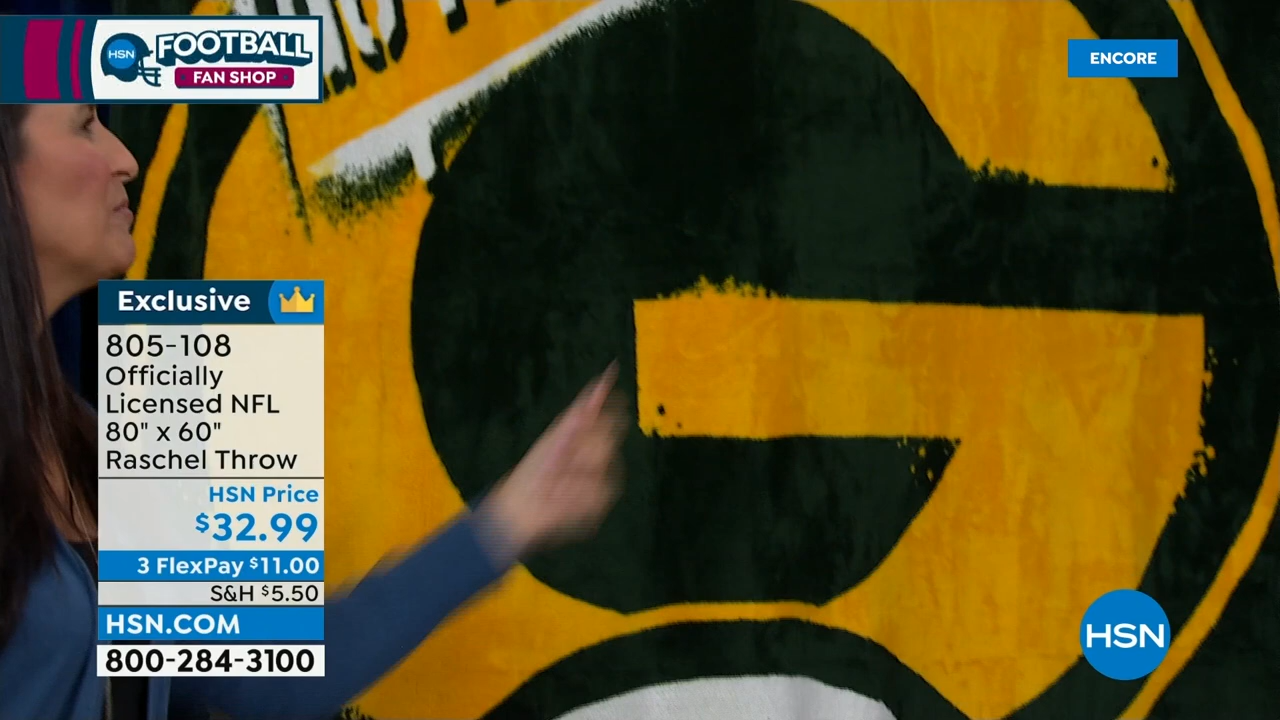 HSN
FOOTBALL
FAN SHOP
ENCORE
Exclusive
805-108
Officially
Licensed NFL
80" x 60"
Raschel Throw
HSN Price
$32.99
3 FlexPay $11.00
S&H $5.50
HSN.COM
800-284-3100
G
HSN